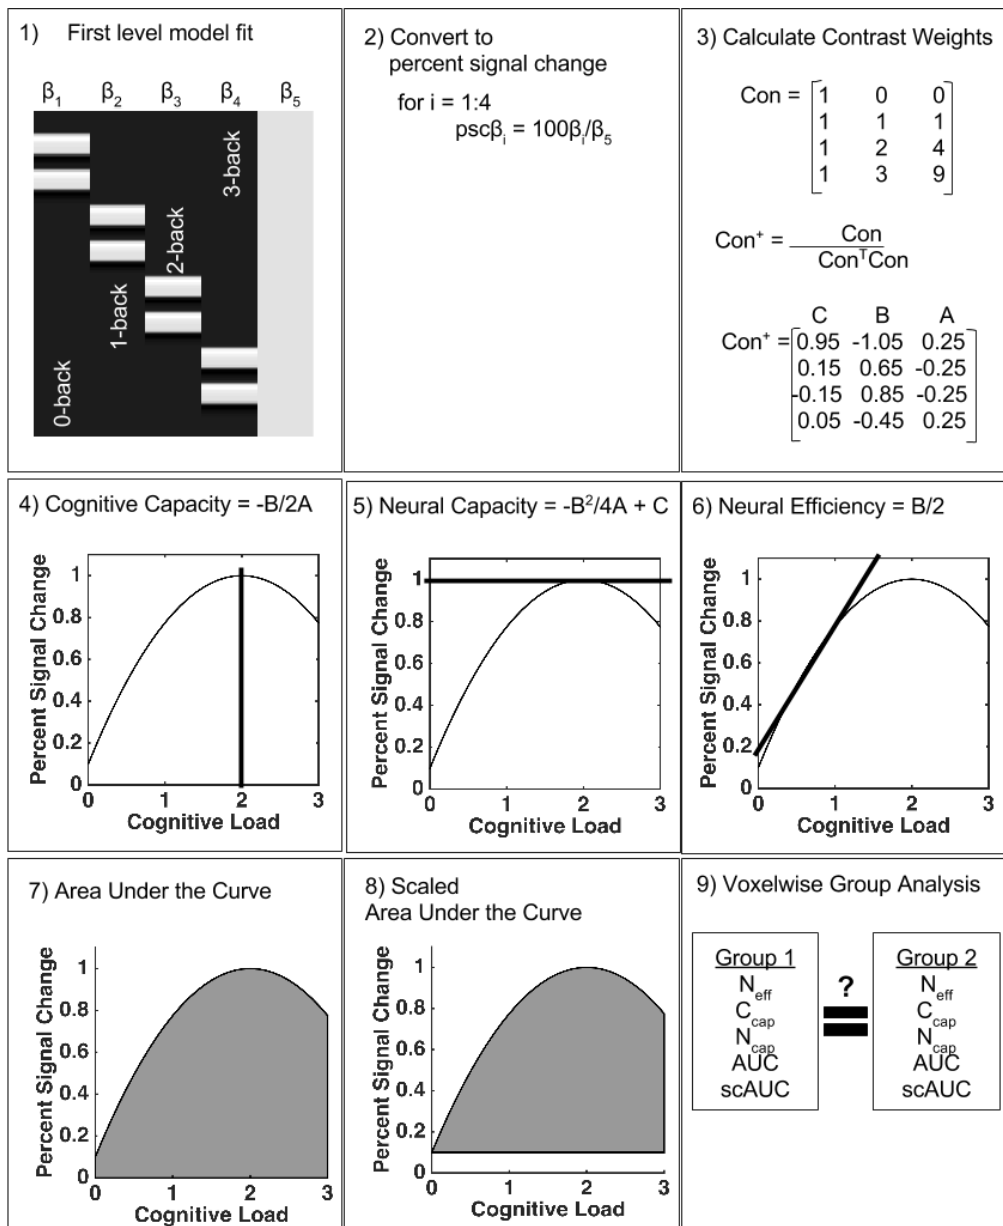 1) First level model fit
β1 β2 β3 β4 β5
0-back
1-back
2-back
3-back
2) Convert to
percent signal change
for i = 1:4
pscβi = 100βi/β5
3) Calculate Contrast Weights
Con = [1 0 0
1 1 1
1 2 4
1 3 9]
Con+ = Con
ConTCon
C B A
Con+ = [0.95 -1.05 0.25
0.15 0.65 -0.25
-0.15 0.85 -0.25
0.05 -0.45 0.25]
4) Cognitive Capacity = -B/2A
Percent Signal Change
1
0.8
0.6
0.4
0.2
0
0 1 2 3
Cognitive Load
5) Neural Capacity = -B²/4A + C
Percent Signal Change
1
0.8
0.6
0.4
0.2
0
0 1 2 3
Cognitive Load
6) Neural Efficiency = B/2
Percent Signal Change
1
0.8
0.6
0.4
0.2
0
0 1 2 3
Cognitive Load
7) Area Under the Curve
Percent Signal Change
1
0.8
0.6
0.4
0.2
0
0 1 2 3
Cognitive Load
8) Scaled
Area Under the Curve
Percent Signal Change
1
0.8
0.6
0.4
0.2
0
0 1 2 3
Cognitive Load
9) Voxelwise Group Analysis
Group 1
Neff
Ccap
Ncap
AUC
scAUC
?
=
Group 2
Neff
Ccap
Ncap
AUC
scAUC